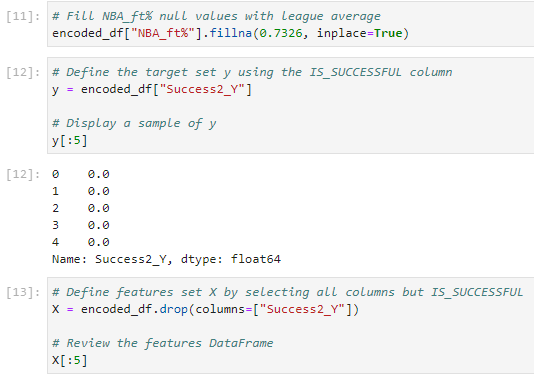 [11]: # Fill NBA_ft% null values with league average
encoded_df["NBA_ft%"].fillna(0.7326, inplace=True)
[12]: # Define the target set y using the IS_SUCCESSFUL column
y = encoded_df["Success2_Y"]
# Display a sample of y
y[:5]
[12]: 0    0.0
1    0.0
2    0.0
3    0.0
4    0.0
Name: Success2_Y, dtype: float64
[13]: # Define features set X by selecting all columns but IS_SUCCESSFUL
X = encoded_df.drop(columns=["Success2_Y"])
# Review the features DataFrame
X[:5]